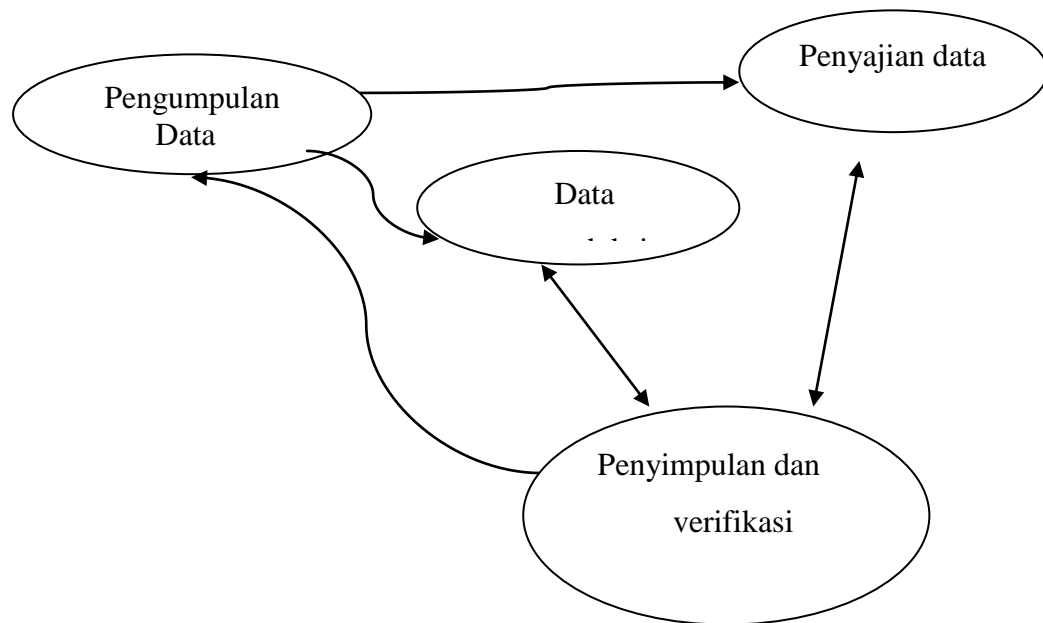 Penyajian data
Pengumpulan
Data
Data
Penyimpulan dan
verifikasi